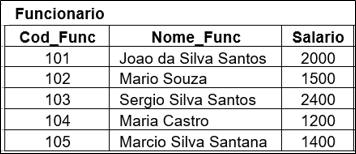 Funcionario
Cod_Func Nome_Func Salario
101 Joao da Silva Santos 2000
102 Mario Souza 1500
103 Sergio Silva Santos 2400
104 Maria Castro 1200
105 Marcio Silva Santana 1400